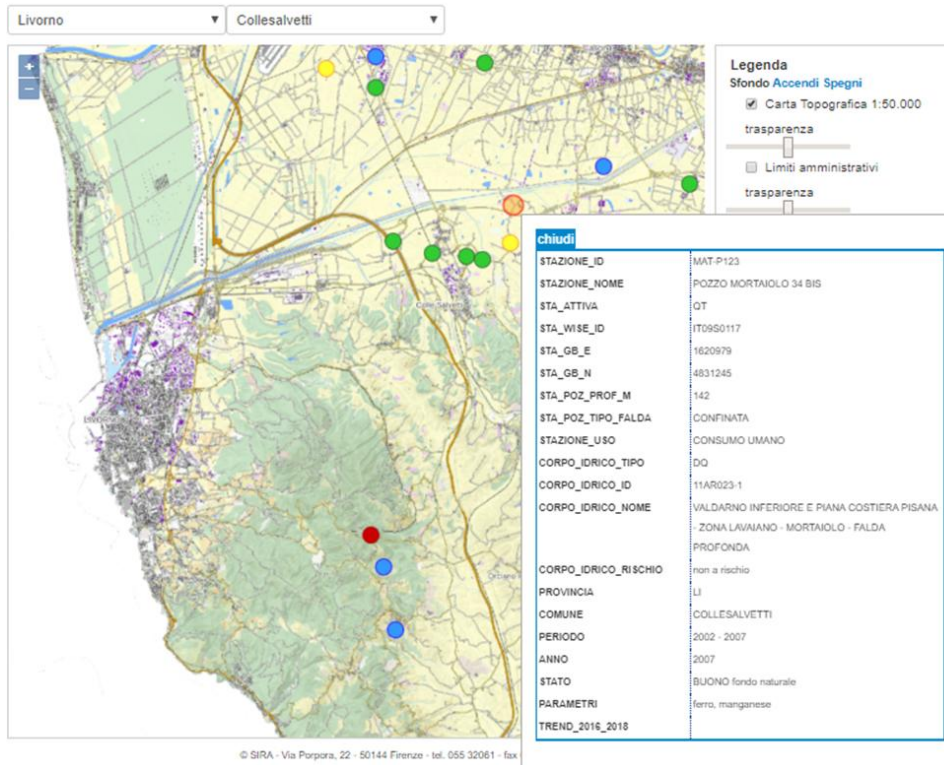 Livorno ▼ Collesalvetti ▼
+
−
Legenda
Sfondo Accendi Spegni
Carta Topografica 1:50.000
trasparenza
Limiti amministrativi
trasparenza
chiudi
STAZIONE_ID MAT-P123
STAZIONE_NOME POZZO MORTAIOLO 34 BIS
STA_ATTIVA QT
STA_WISE_ID IT09S0117
STA_GB_E 1620979
STA_GB_N 4831245
STA_POZ_PROF_M 142
STA_POZ_TIPO_FALDA CONFINATA
STAZIONE_USO CONSUMO UMANO
CORPO_IDRICO_TIPO DQ
CORPO_IDRICO_ID 11AR023-1
CORPO_IDRICO_NOME VALDARNO INFERIORE E PIANA COSTIERA PISANA
- ZONA LAVAIANO - MORTAIOLO - FALDA
PROFONDA
CORPO_IDRICO_RISCHIO non a rischio
PROVINCIA LI
COMUNE COLLESALVETTI
PERIODO 2002 - 2007
ANNO 2007
STATO BUONO fondo naturale
PARAMETRI ferro, manganese
TREND_2016_2018
Colle Salvetti
© SIRA - Via Porpora, 22 - 50144 Firenze - tel. 055 32061 - fax